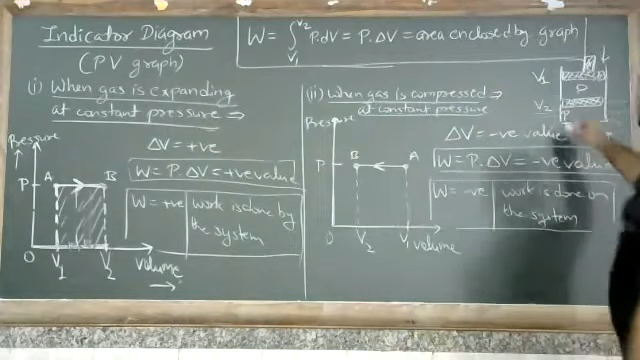 Indicator Diagram
(PV graph)
W = ∫ P.dV = P.ΔV = area enclosed by graph
V2
V1
(i) When gas is expanding
at constant pressure ⇒
ΔV = +ve
W = P.ΔV = +ve value
W = +ve | work is done by
the system
Pressure
P
A
B
O
V1
V2
Volume
(ii) When gas is compressed ⇒
at constant pressure
ΔV = -ve value
W = P.ΔV = -ve value
W = -ve | work is done on
the system
Pressure
P
B
A
O
V2
V1
volume
V1
V2
P
P